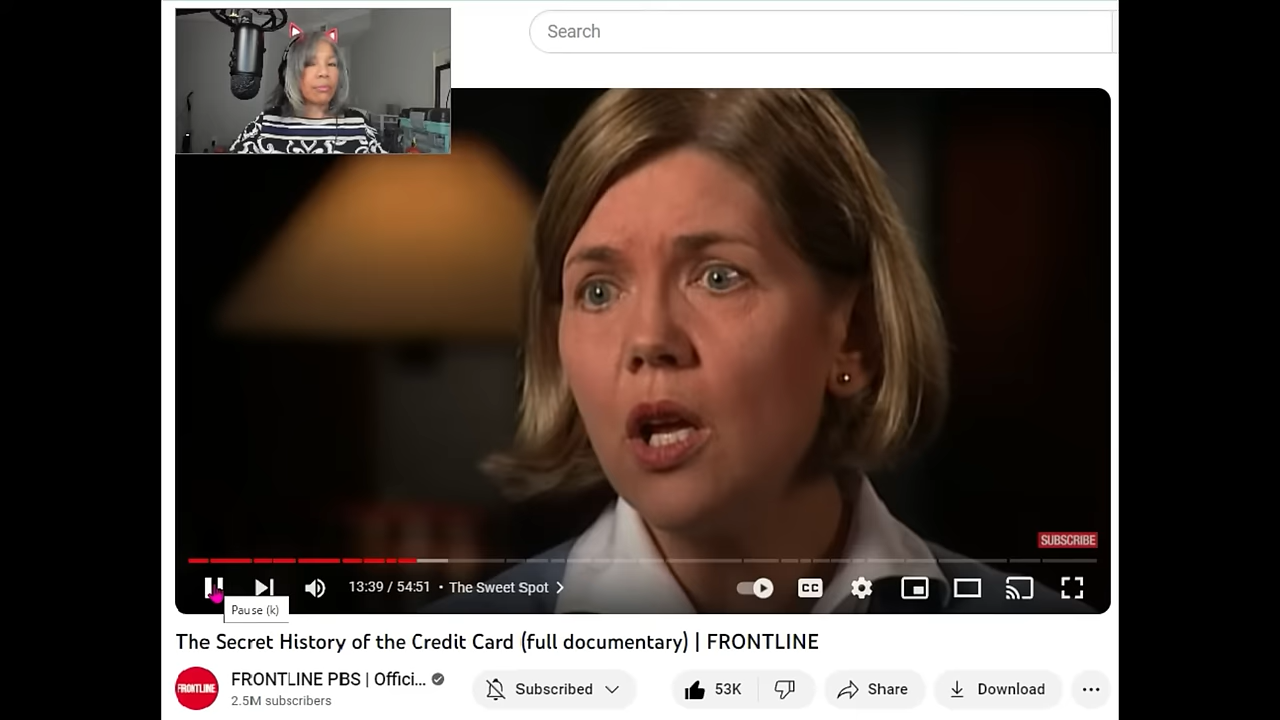 Search
SUBSCRIBE
13:39 / 54:51 • The Sweet Spot
CC
Pause (k)
The Secret History of the Credit Card (full documentary) | FRONTLINE
FRONTLINE
FRONTLINE PBS | Offici...
2.5M subscribers
Subscribed
53K
Share
Download